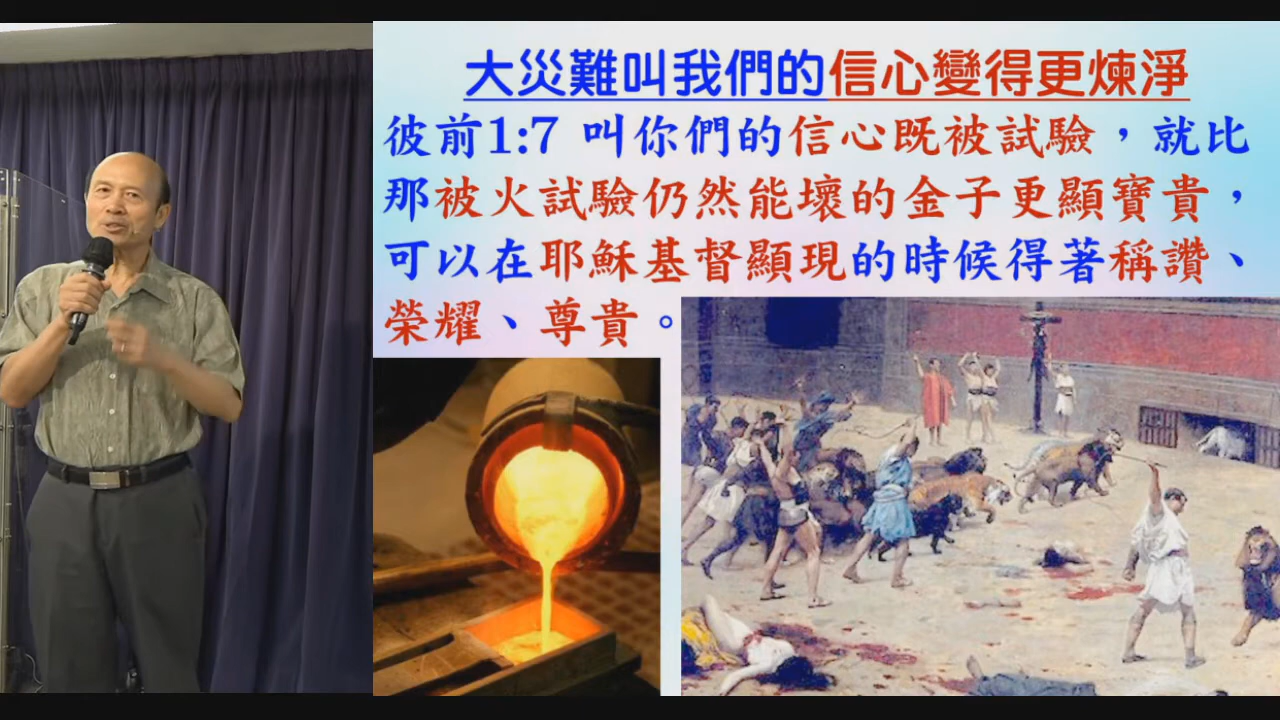 大災難叫我們的信心變得更煉淨
彼前1:7 叫你們的信心既被試驗，就比
那被火試驗仍然能壞的金子更顯寶貴，
可以在耶穌基督顯現的時候得著稱讚、
榮耀、尊貴。